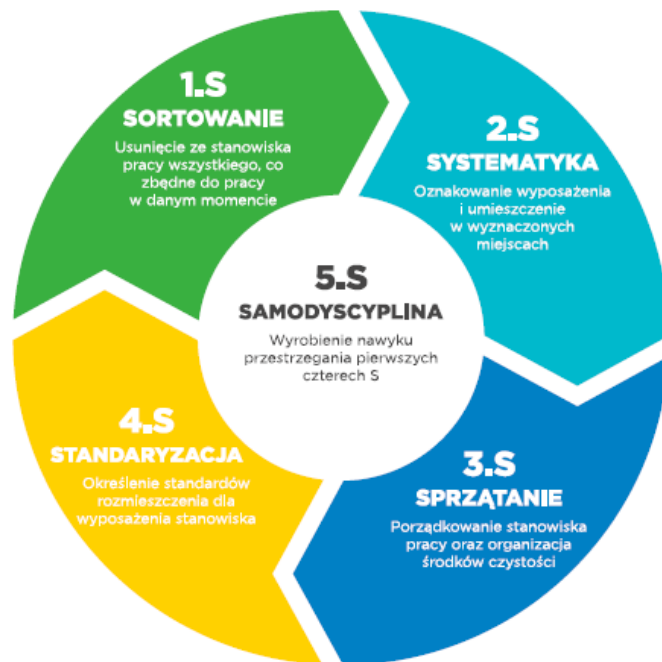 1.S
SORTOWANIE
Usunięcie ze stanowiska
pracy wszystkiego, co
zbędne do pracy
w danym momencie
2.S
SYSTEMATYKA
Oznakowanie wyposażenia
i umieszczenie
w wyznaczonych
miejscach
3.S
SPRZĄTANIE
Porządkowanie stanowiska
pracy oraz organizacja
środków czystości
4.S
STANDARYZACJA
Określenie standardów
rozmieszczenia dla
wyposażenia stanowiska
5.S
SAMODYSCYPLINA
Wyrobienie nawyku
przestrzegania pierwszych
czterech S